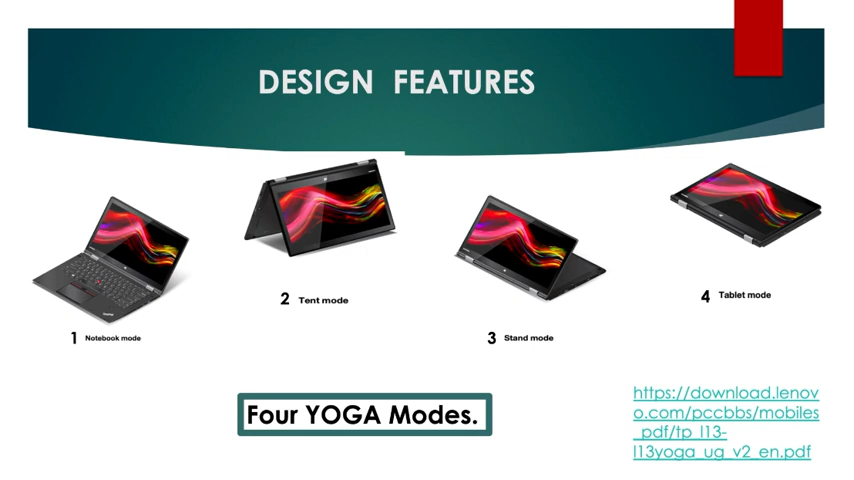 DESIGN FEATURES
1 Notebook mode
2 Tent mode
3 Stand mode
4 Tablet mode
Four YOGA Modes.
https://download.lenov
o.com/pccbbs/mobiles
_pdf/tp_l13-
l13yoga_ug_v2_en.pdf